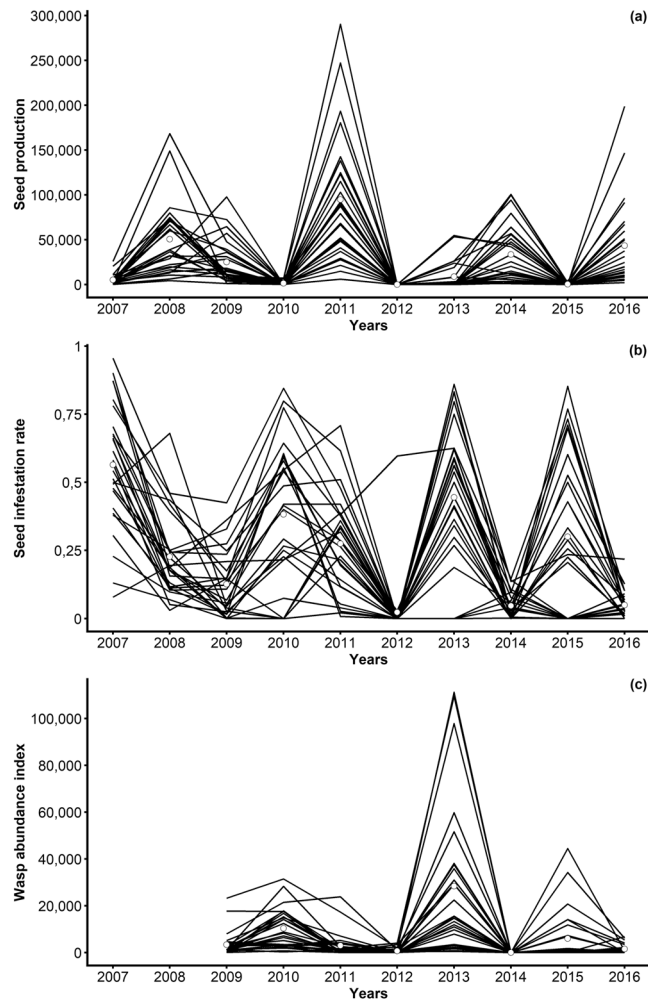 (a)
300,000
250,000
200,000
150,000
100,000
50,000
0
Seed production
2007 2008 2009 2010 2011 2012 2013 2014 2015 2016
Years
(b)
1
0,75
0,5
0,25
0
Seed infestation rate
2007 2008 2009 2010 2011 2012 2013 2014 2015 2016
Years
(c)
100,000
80,000
60,000
40,000
20,000
0
Wasp abundance index
2007 2008 2009 2010 2011 2012 2013 2014 2015 2016
Years